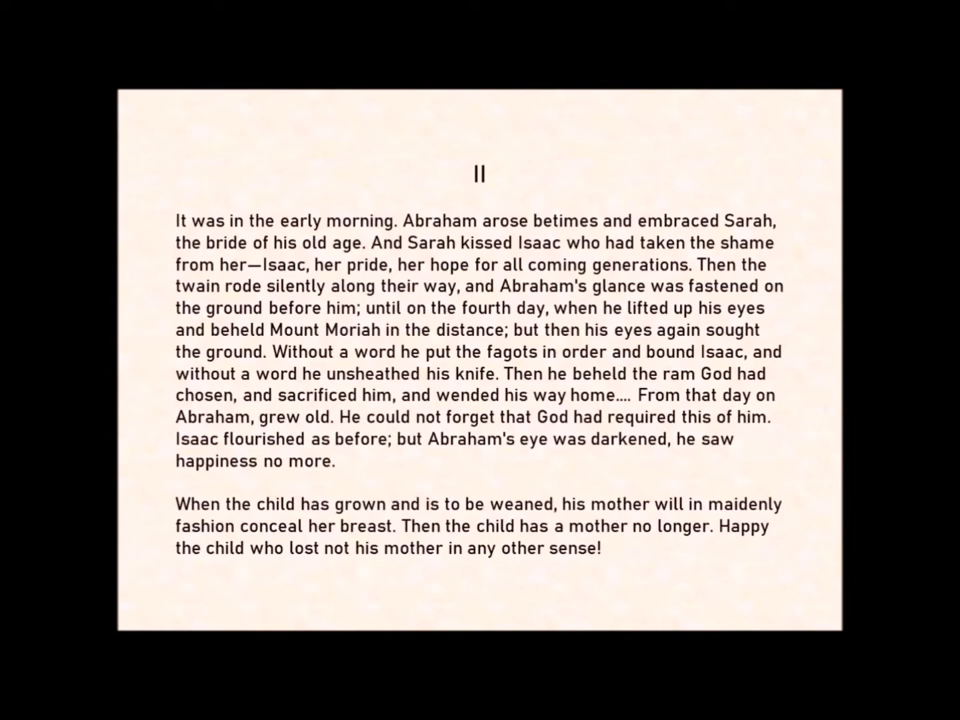 II
It was in the early morning. Abraham arose betimes and embraced Sarah,
the bride of his old age. And Sarah kissed Isaac who had taken the shame
from her—Isaac, her pride, her hope for all coming generations. Then the
twain rode silently along their way, and Abraham's glance was fastened on
the ground before him; until on the fourth day, when he lifted up his eyes
and beheld Mount Moriah in the distance; but then his eyes again sought
the ground. Without a word he put the fagots in order and bound Isaac, and
without a word he unsheathed his knife. Then he beheld the ram God had
chosen, and sacrificed him, and wended his way home.... From that day on
Abraham, grew old. He could not forget that God had required this of him.
Isaac flourished as before; but Abraham's eye was darkened, he saw
happiness no more.
When the child has grown and is to be weaned, his mother will in maidenly
fashion conceal her breast. Then the child has a mother no longer. Happy
the child who lost not his mother in any other sense!